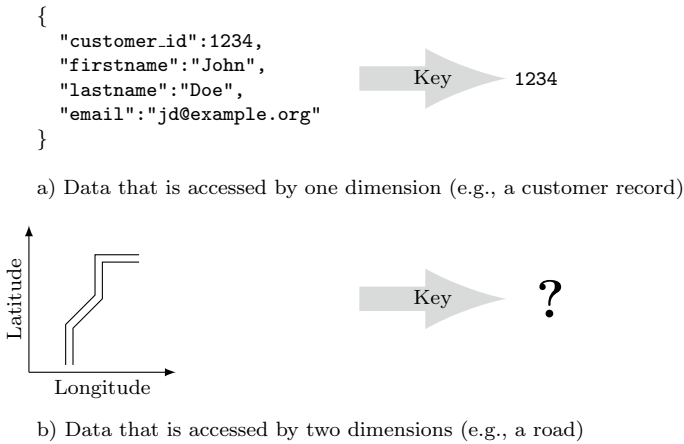 {
"customer_id":1234,
"firstname":"John",
"lastname":"Doe",
"email":"jd@example.org"
}
Key
1234
a) Data that is accessed by one dimension (e.g., a customer record)
Latitude
Longitude
Key
?
b) Data that is accessed by two dimensions (e.g., a road)